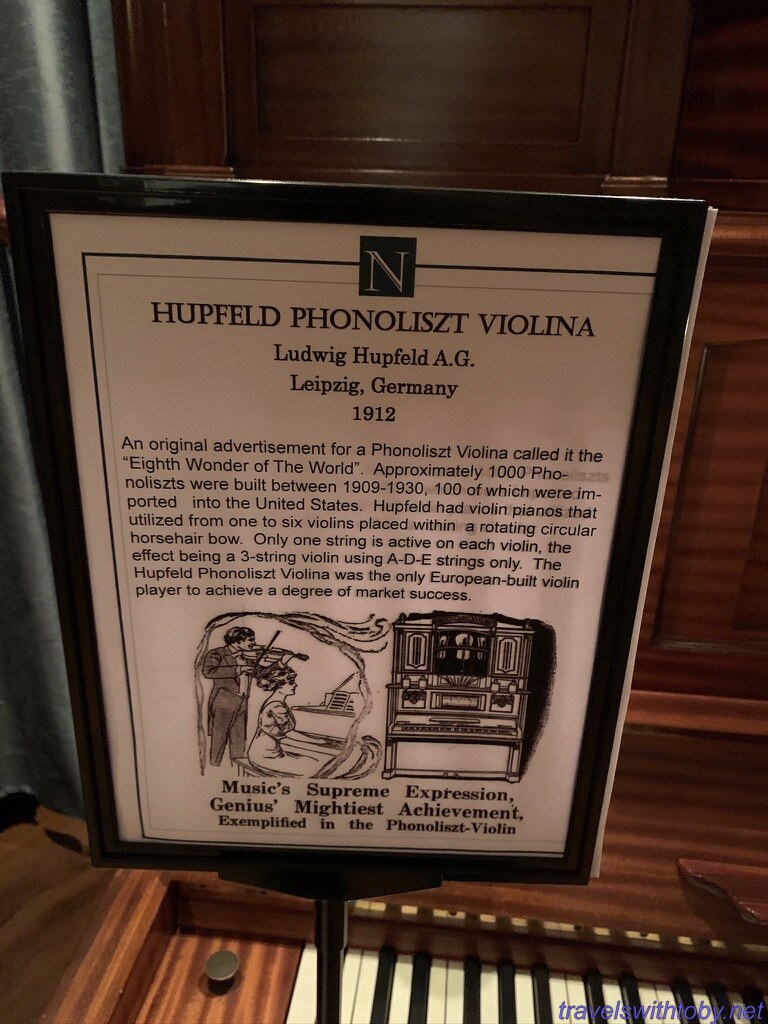 N
HUPFELD PHONOLISZT VIOLINA
Ludwig Hupfeld A.G.
Leipzig, Germany
1912
An original advertisement for a Phonoliszt Violina called it the
“Eighth Wonder of The World”. Approximately 1000 Pho-
noliszts were built between 1909-1930, 100 of which were im-
ported into the United States. Hupfeld had violin pianos that
utilized from one to six violins placed within a rotating circular
horsehair bow. Only one string is active on each violin, the
effect being a 3-string violin using A-D-E strings only. The
Hupfeld Phonoliszt Violina was the only European-built violin
player to achieve a degree of market success.
Music's Supreme Expression,
Genius' Mightiest Achievement,
Exemplified in the Phonoliszt-Violin
travelswithtoby.net